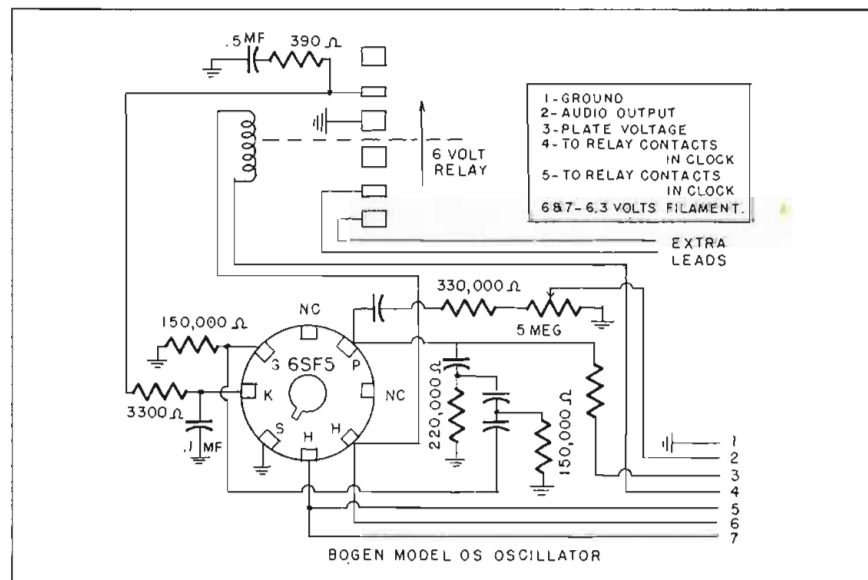 .5 MF
390 Ω
6 VOLT
RELAY
1-GROUND
2-AUDIO OUTPUT
3-PLATE VOLTAGE
4-TO RELAY CONTACTS
IN CLOCK
5-TO RELAY CONTACTS
IN CLOCK
6&7-6.3 VOLTS FILAMENT.
EXTRA
LEADS
330,000 Ω
5 MEG
150,000 Ω
NC
G
P
6SF5
K
NC
S
H
H
3300 Ω
.1 MF
220,000 Ω
150,000 Ω
1
2
3
4
5
6
7
BOGEN MODEL OS OSCILLATOR